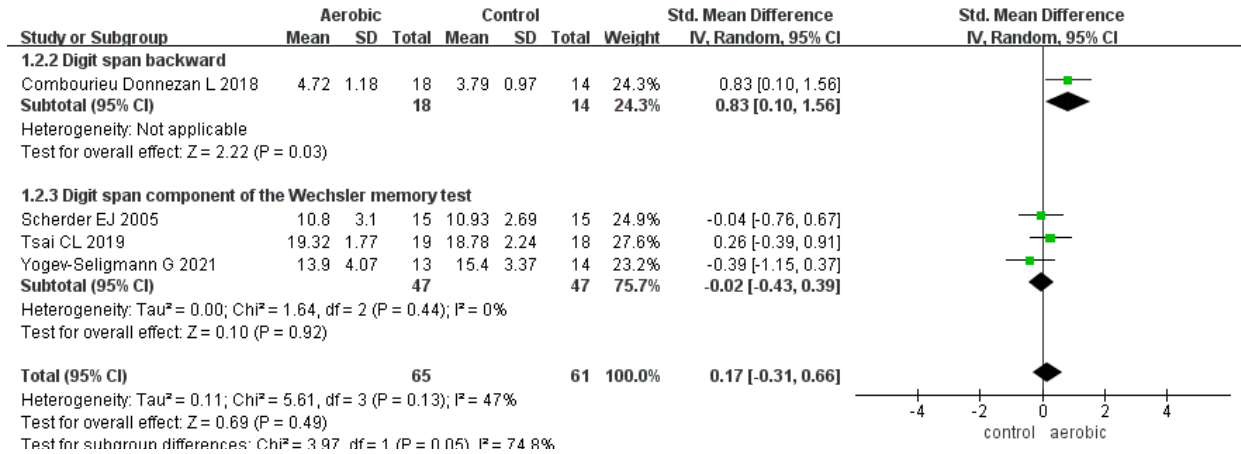 Aerobic Control Std. Mean Difference Std. Mean Difference
Study or Subgroup Mean SD Total Mean SD Total Weight IV, Random, 95% CI IV, Random, 95% CI
1.2.2 Digit span backward
Combourieu Donnezan L 2018 4.72 1.18 18 3.79 0.97 14 24.3% 0.83 [0.10, 1.56]
Subtotal (95% CI) 18 14 24.3% 0.83 [0.10, 1.56]
Heterogeneity: Not applicable
Test for overall effect: Z = 2.22 (P = 0.03)
1.2.3 Digit span component of the Wechsler memory test
Scherder EJ 2005 10.8 3.1 15 10.93 2.69 15 24.9% -0.04 [-0.76, 0.67]
Tsai CL 2019 19.32 1.77 19 18.78 2.24 18 27.6% 0.26 [-0.39, 0.91]
Yogev-Seligmann G 2021 13.9 4.07 13 15.4 3.37 14 23.2% -0.39 [-1.15, 0.37]
Subtotal (95% CI) 47 47 75.7% -0.02 [-0.43, 0.39]
Heterogeneity: Tau² = 0.00; Chi² = 1.64, df = 2 (P = 0.44); I² = 0%
Test for overall effect: Z = 0.10 (P = 0.92)
Total (95% CI) 65 61 100.0% 0.17 [-0.31, 0.66]
Heterogeneity: Tau² = 0.11; Chi² = 5.61, df = 3 (P = 0.13); I² = 47%
Test for overall effect: Z = 0.69 (P = 0.49)
Test for subgroup differences: Chi² = 3.97, df = 1 (P = 0.05), I² = 74.8%
-4 -2 0 2 4
control aerobic